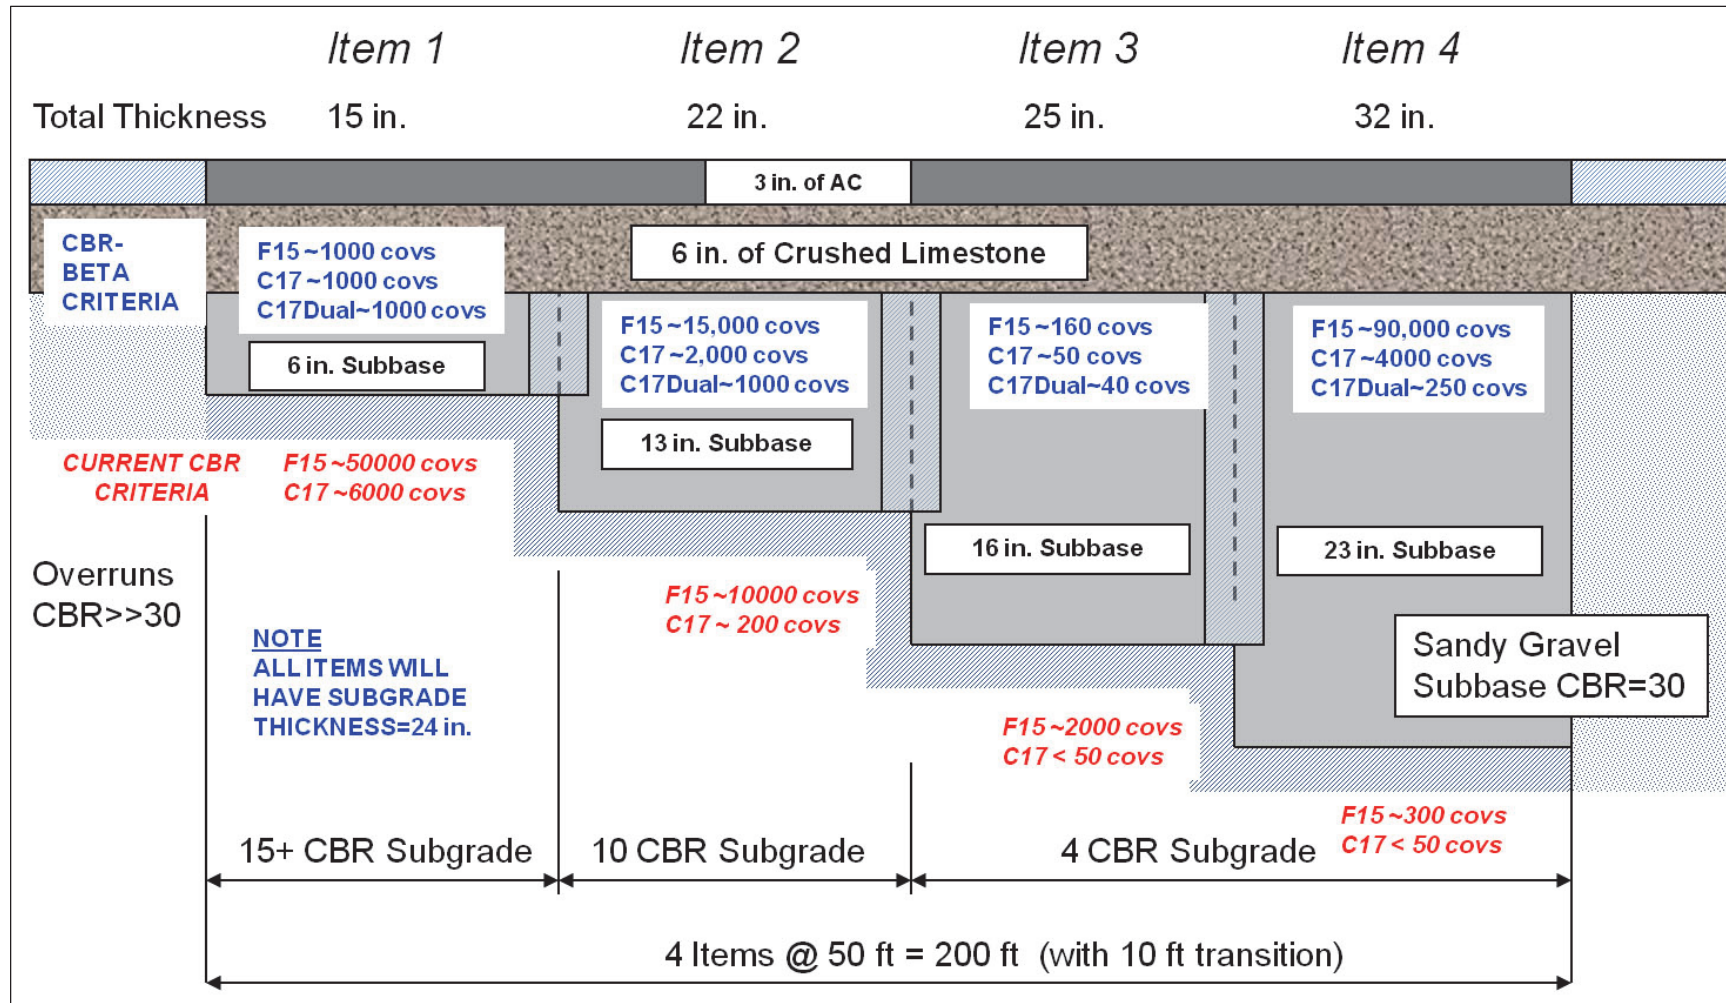 Item 1
Item 2
Item 3
Item 4
Total Thickness
15 in.
22 in.
25 in.
32 in.
3 in. of AC
6 in. of Crushed Limestone
CBR-
BETA
CRITERIA
F15~1000 covs
C17~1000 covs
C17Dual~1000 covs
6 in. Subbase
F15~15,000 covs
C17~2,000 covs
C17Dual~1000 covs
13 in. Subbase
F15~160 covs
C17~50 covs
C17Dual~40 covs
16 in. Subbase
F15~90,000 covs
C17~4000 covs
C17Dual~250 covs
23 in. Subbase
CURRENT CBR
CRITERIA
F15~50000 covs
C17~6000 covs
F15~10000 covs
C17~ 200 covs
F15~2000 covs
C17 < 50 covs
F15~300 covs
C17 < 50 covs
Overruns
CBR>>30
NOTE
ALL ITEMS WILL
HAVE SUBGRADE
THICKNESS=24 in.
Sandy Gravel
Subbase CBR=30
15+ CBR Subgrade
10 CBR Subgrade
4 CBR Subgrade
4 Items @ 50 ft = 200 ft (with 10 ft transition)